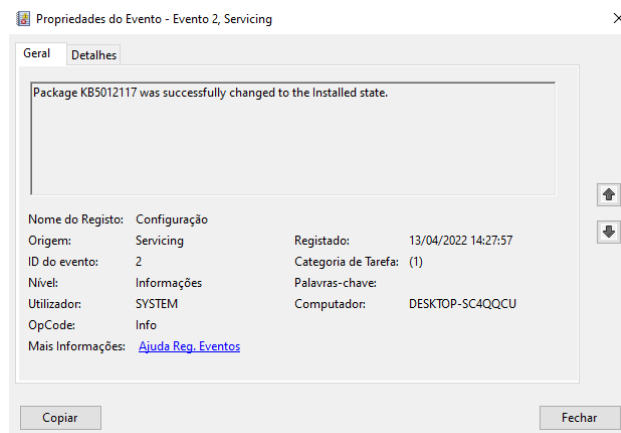 Propriedades do Evento - Evento 2, Servicing
Geral Detalhes
Package KB5012117 was successfully changed to the Installed state.
Nome do Registo: Configuração
Origem: Servicing Registado: 13/04/2022 14:27:57
ID do evento: 2 Categoria de Tarefa: (1)
Nível: Informações Palavras-chave:
Utilizador: SYSTEM Computador: DESKTOP-SC4QQCU
OpCode: Info
Mais Informações: Ajuda Reg. Eventos
Copiar Fechar